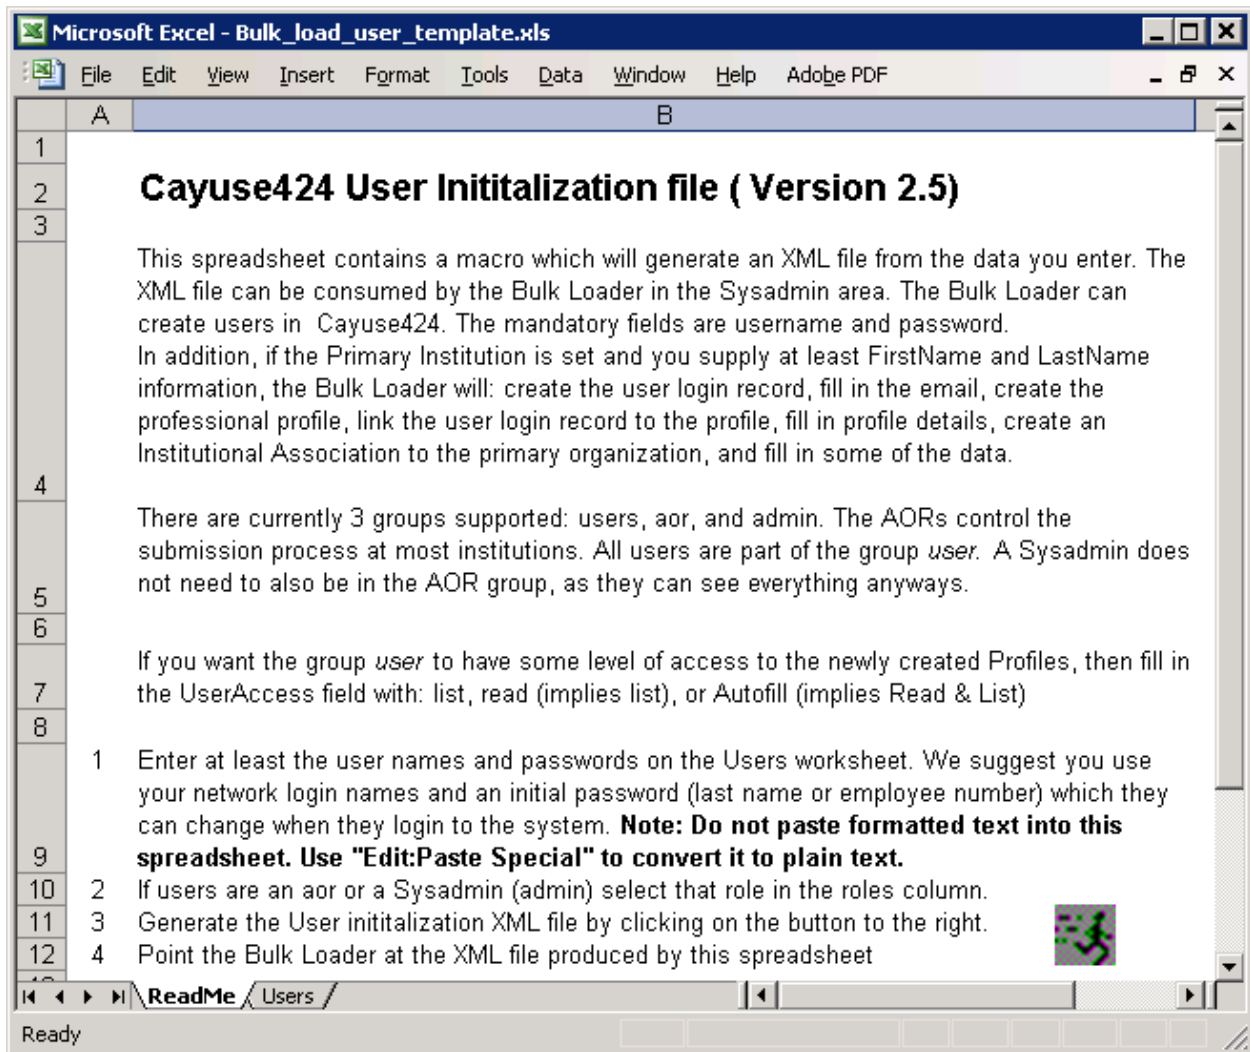 Microsoft Excel - Bulk_load_user_template.xls
File Edit View Insert Format Tools Data Window Help Adobe PDF
A B
1
2 Cayuse424 User Inititalization file ( Version 2.5)
3
This spreadsheet contains a macro which will generate an XML file from the data you enter. The
XML file can be consumed by the Bulk Loader in the Sysadmin area. The Bulk Loader can
create users in  Cayuse424. The mandatory fields are username and password.
In addition, if the Primary Institution is set and you supply at least FirstName and LastName
information, the Bulk Loader will: create the user login record, fill in the email, create the
professional profile, link the user login record to the profile, fill in profile details, create an
Institutional Association to the primary organization, and fill in some of the data.
4
There are currently 3 groups supported: users, aor, and admin. The AORs control the
submission process at most institutions. All users are part of the group user.  A Sysadmin does
5 not need to also be in the AOR group, as they can see everything anyways.
6
If you want the group user to have some level of access to the newly created Profiles, then fill in
7 the UserAccess field with: list, read (implies list), or Autofill (implies Read & List)
8
1 Enter at least the user names and passwords on the Users worksheet. We suggest you use
your network login names and an initial password (last name or employee number) which they
can change when they login to the system. Note: Do not paste formatted text into this
9 spreadsheet. Use "Edit:Paste Special" to convert it to plain text.
10 2 If users are an aor or a Sysadmin (admin) select that role in the roles column.
11 3 Generate the User inititalization XML file by clicking on the button to the right.
12 4 Point the Bulk Loader at the XML file produced by this spreadsheet
ReadMe Users
Ready